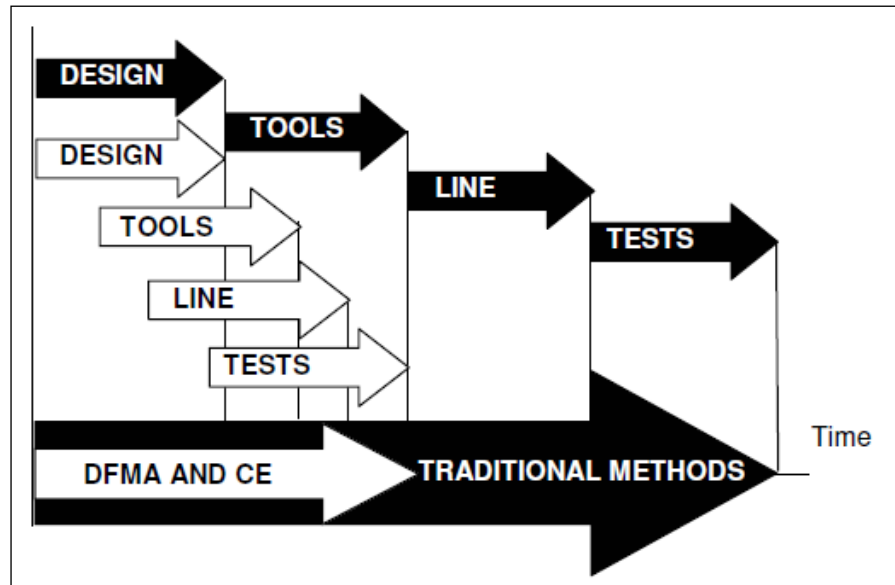 DESIGN
TOOLS
DESIGN
LINE
TOOLS
TESTS
LINE
TESTS
Time
DFMA AND CE
TRADITIONAL METHODS